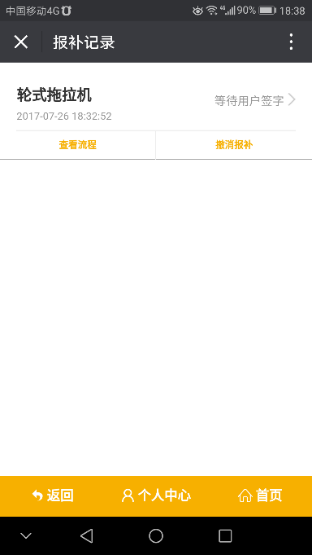 中国移动4G 4G 90% 18:38
报补记录
轮式拖拉机
等待用户签字
2017-07-26 18:32:52
查看流程 撤消报补
返回 个人中心 首页